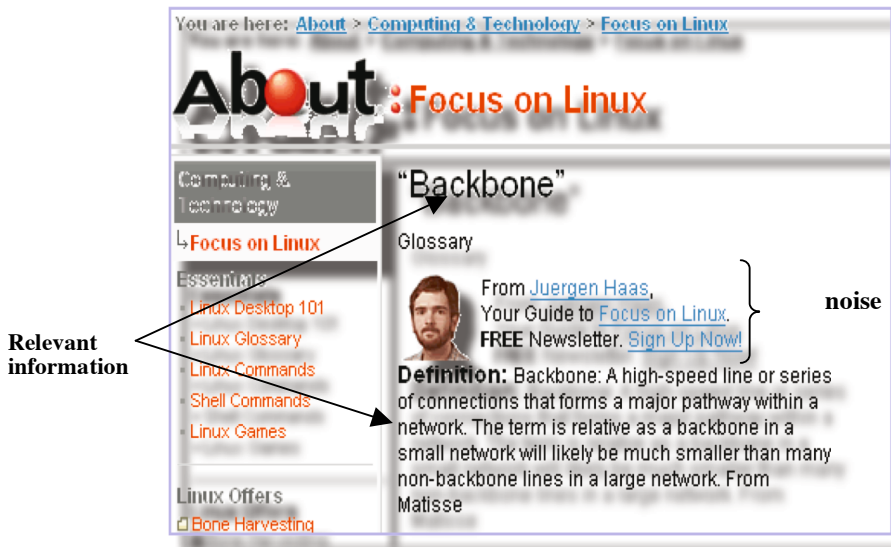 You are here: About > Computing & Technology > Focus on Linux
About : Focus on Linux
Computing &
Technology
Focus on Linux
Essentials
Linux Desktop 101
Linux Glossary
Linux Commands
Shell Commands
Linux Games
Linux Offers
Bone Harvesting
“Backbone”
Glossary
From Juergen Haas,
Your Guide to Focus on Linux.
FREE Newsletter. Sign Up Now!
Definition: Backbone: A high-speed line or series
of connections that forms a major pathway within a
network. The term is relative as a backbone in a
small network will likely be much smaller than many
non-backbone lines in a large network. From
Matisse
noise
Relevant
information